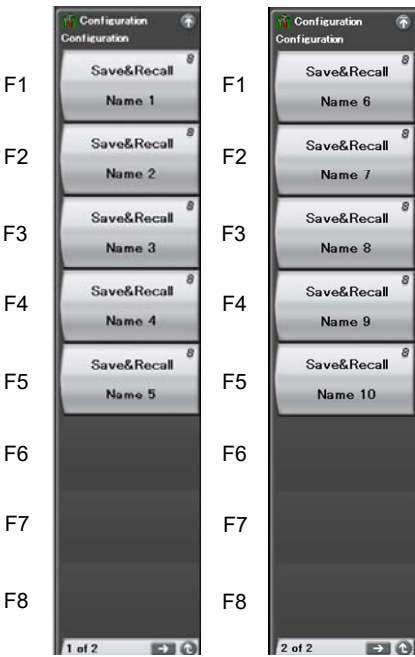 Configuration
Configuration
F1
Save&Recall
8
Name 1
F2
Save&Recall
8
Name 2
F3
Save&Recall
8
Name 3
F4
Save&Recall
8
Name 4
F5
Save&Recall
8
Name 5
F6
F7
F8
1 of 2
Configuration
Configuration
F1
Save&Recall
8
Name 6
F2
Save&Recall
8
Name 7
F3
Save&Recall
8
Name 8
F4
Save&Recall
8
Name 9
F5
Save&Recall
8
Name 10
F6
F7
F8
2 of 2